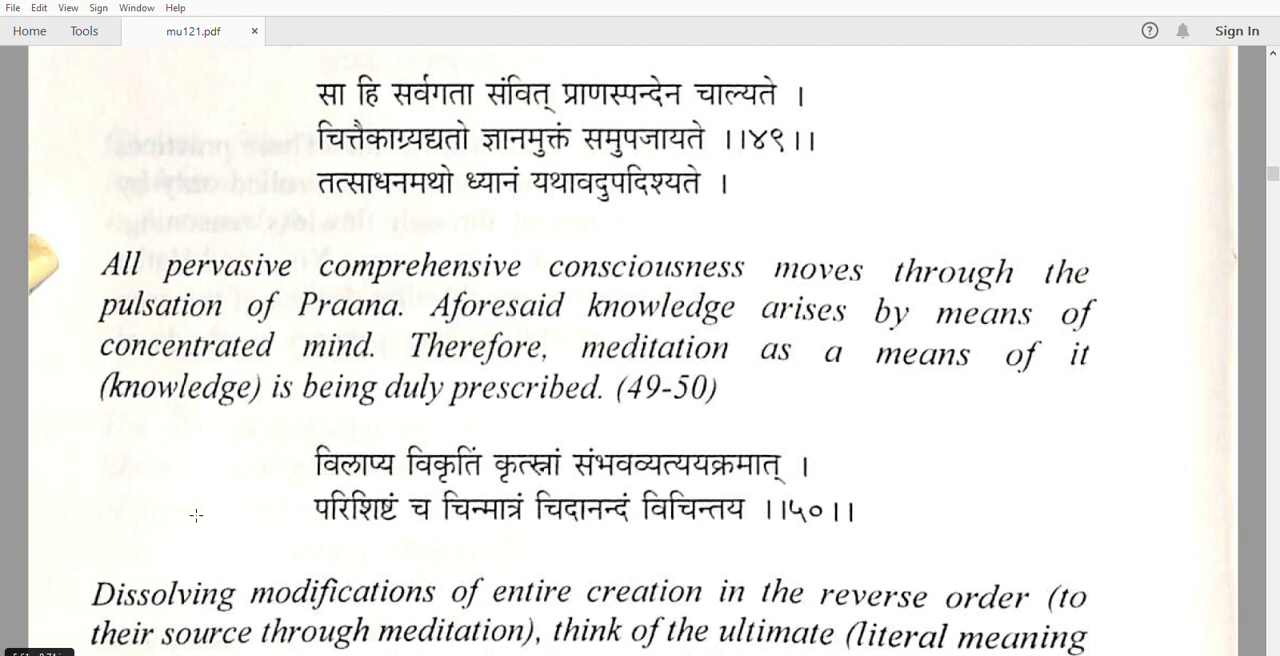 File Edit View Sign Window Help
Home Tools mu121.pdf × Sign In
सा हि सर्वगता संवित् प्राणस्पन्देन चाल्यते ।
चित्तैकाग्र्यद्यतो ज्ञानमुक्तं समुपजायते ।।४९।।
तत्साधनमथो ध्यानं यथावदुपदिश्यते ।
All pervasive comprehensive consciousness moves through the
pulsation of Praana. Aforesaid knowledge arises by means of
concentrated mind. Therefore, meditation as a means of it
(knowledge) is being duly prescribed. (49-50)
विलाप्य विकृतिं कृत्स्नां संभवव्यत्ययक्रमात् ।
परिशिष्टं च चिन्मात्रं चिदानन्दं विचिन्तय ।।५०।।
Dissolving modifications of entire creation in the reverse order (to
their source through meditation), think of the ultimate (literal meaning